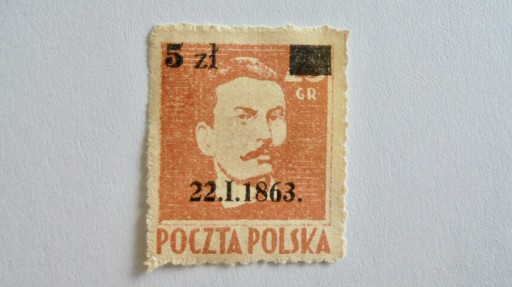 5 zł
GR
22.I.1863.
POCZTA POLSKA